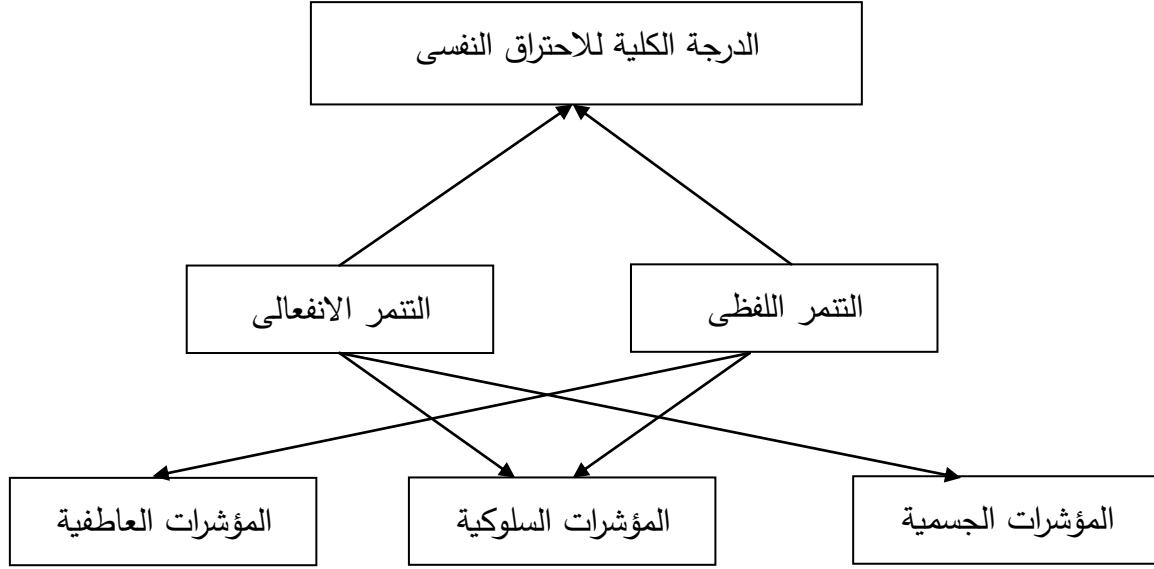 الدرجة الكلية للاحتراق النفسى
التنمر اللفظى
التنمر الانفعالى
المؤشرات الجسمية
المؤشرات السلوكية
المؤشرات العاطفية